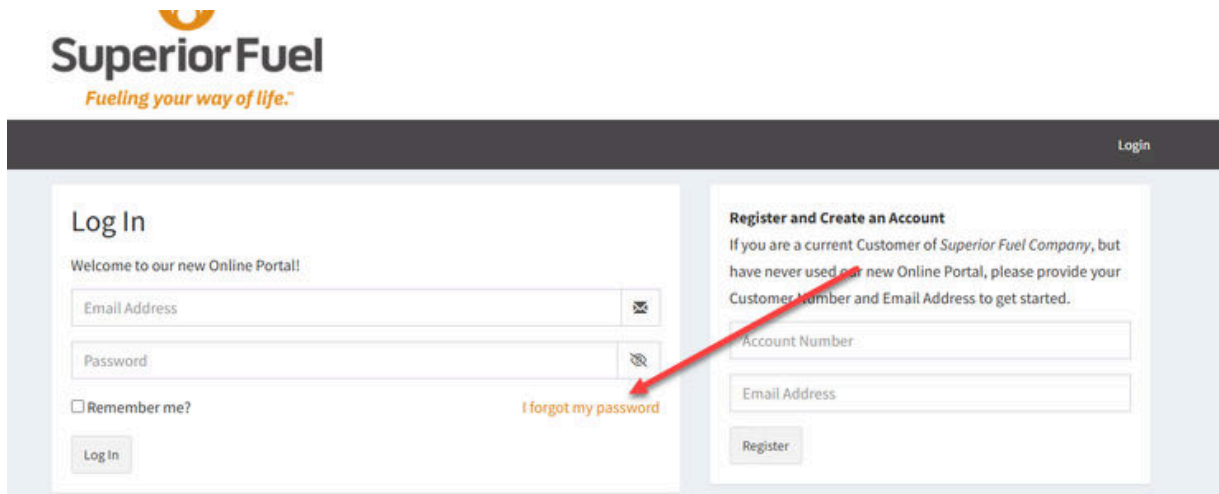 Superior Fuel
Fueling your way of life.™
Login
Log In
Welcome to our new Online Portal!
Email Address
Password
Remember me?
I forgot my password
Log In
Register and Create an Account
If you are a current Customer of Superior Fuel Company, but
have never used our new Online Portal, please provide your
Customer Number and Email Address to get started.
Account Number
Email Address
Register